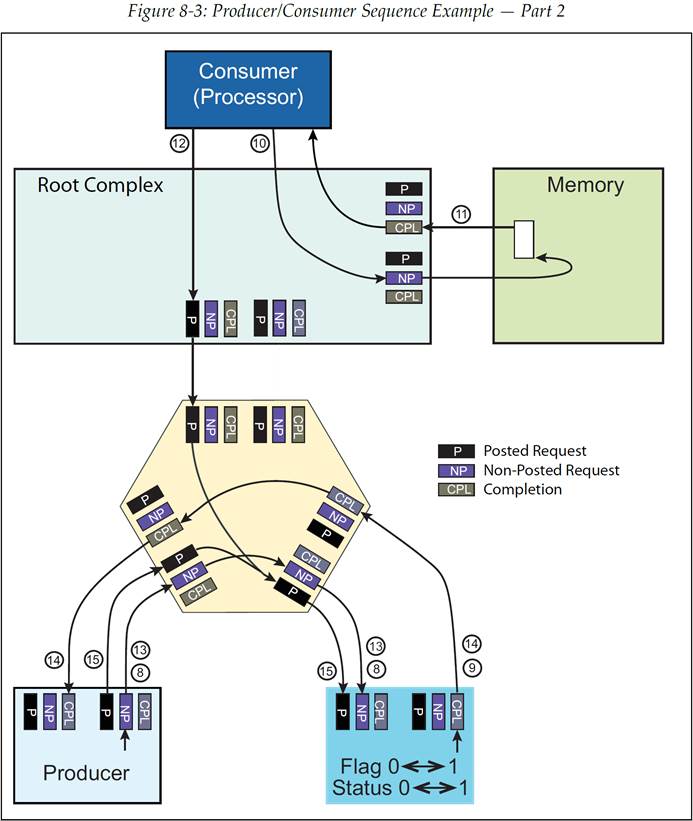 Figure 8-3: Producer/Consumer Sequence Example — Part 2
Consumer
(Processor)
12
10
Root Complex
Memory
P
NP
CPL
11
P
NP
CPL
P
NP
CPL
P
NP
CPL
P
NP
CPL
P
NP
CPL
P Posted Request
NP Non-Posted Request
CPL Completion
P
NP
CPL
CPL
NP
P
P
NP
CPL
CPL
NP
P
14
15
13
8
15
13
8
14
9
P
NP
CPL
P
NP
CPL
P
NP
CPL
P
NP
CPL
Producer
Flag 0 1
Status 0 1